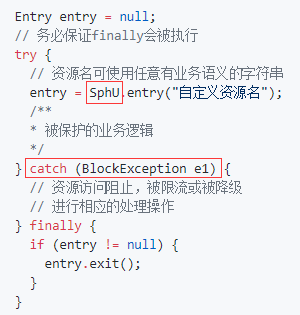 Entry entry = null;
// 务必保证finally会被执行
try {
// 资源名可使用任意有业务语义的字符串
entry = SphU.entry("自定义资源名");
/**
* 被保护的业务逻辑
*/
} catch (BlockException e1) {
// 资源访问阻止，被限流或被降级
// 进行相应的处理操作
} finally {
if (entry != null) {
entry.exit();
}
}